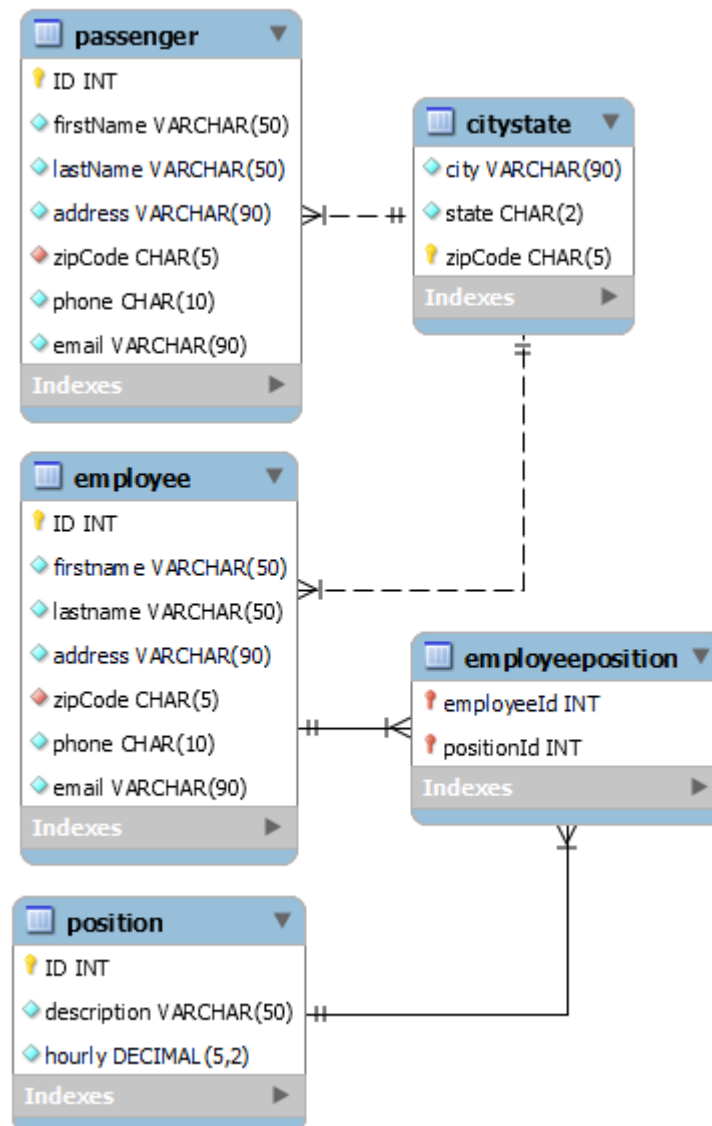 passenger
ID INT
firstName VARCHAR(50)
lastName VARCHAR(50)
address VARCHAR(90)
zipCode CHAR(5)
phone CHAR(10)
email VARCHAR(90)
Indexes
citystate
city VARCHAR(90)
state CHAR(2)
zipCode CHAR(5)
Indexes
employee
ID INT
firstname VARCHAR(50)
lastname VARCHAR(50)
address VARCHAR(90)
zipCode CHAR(5)
phone CHAR(10)
email VARCHAR(90)
Indexes
employeeposition
employeeId INT
positionId INT
Indexes
position
ID INT
description VARCHAR(50)
hourly DECIMAL(5,2)
Indexes